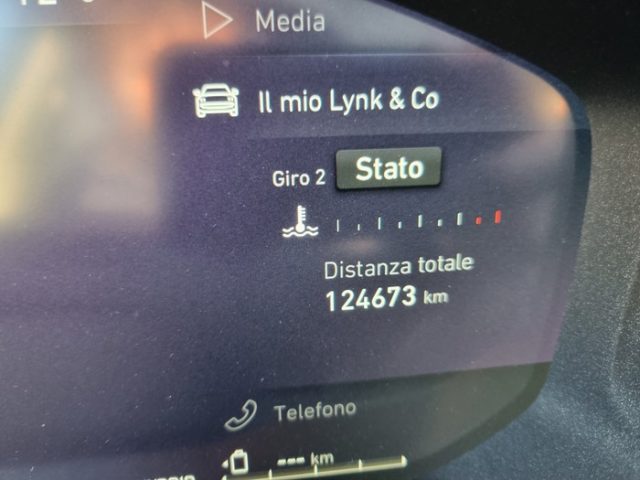 Media
Il mio Lynk & Co
Giro 2 Stato
Distanza totale
124673 km
Telefono
--- km